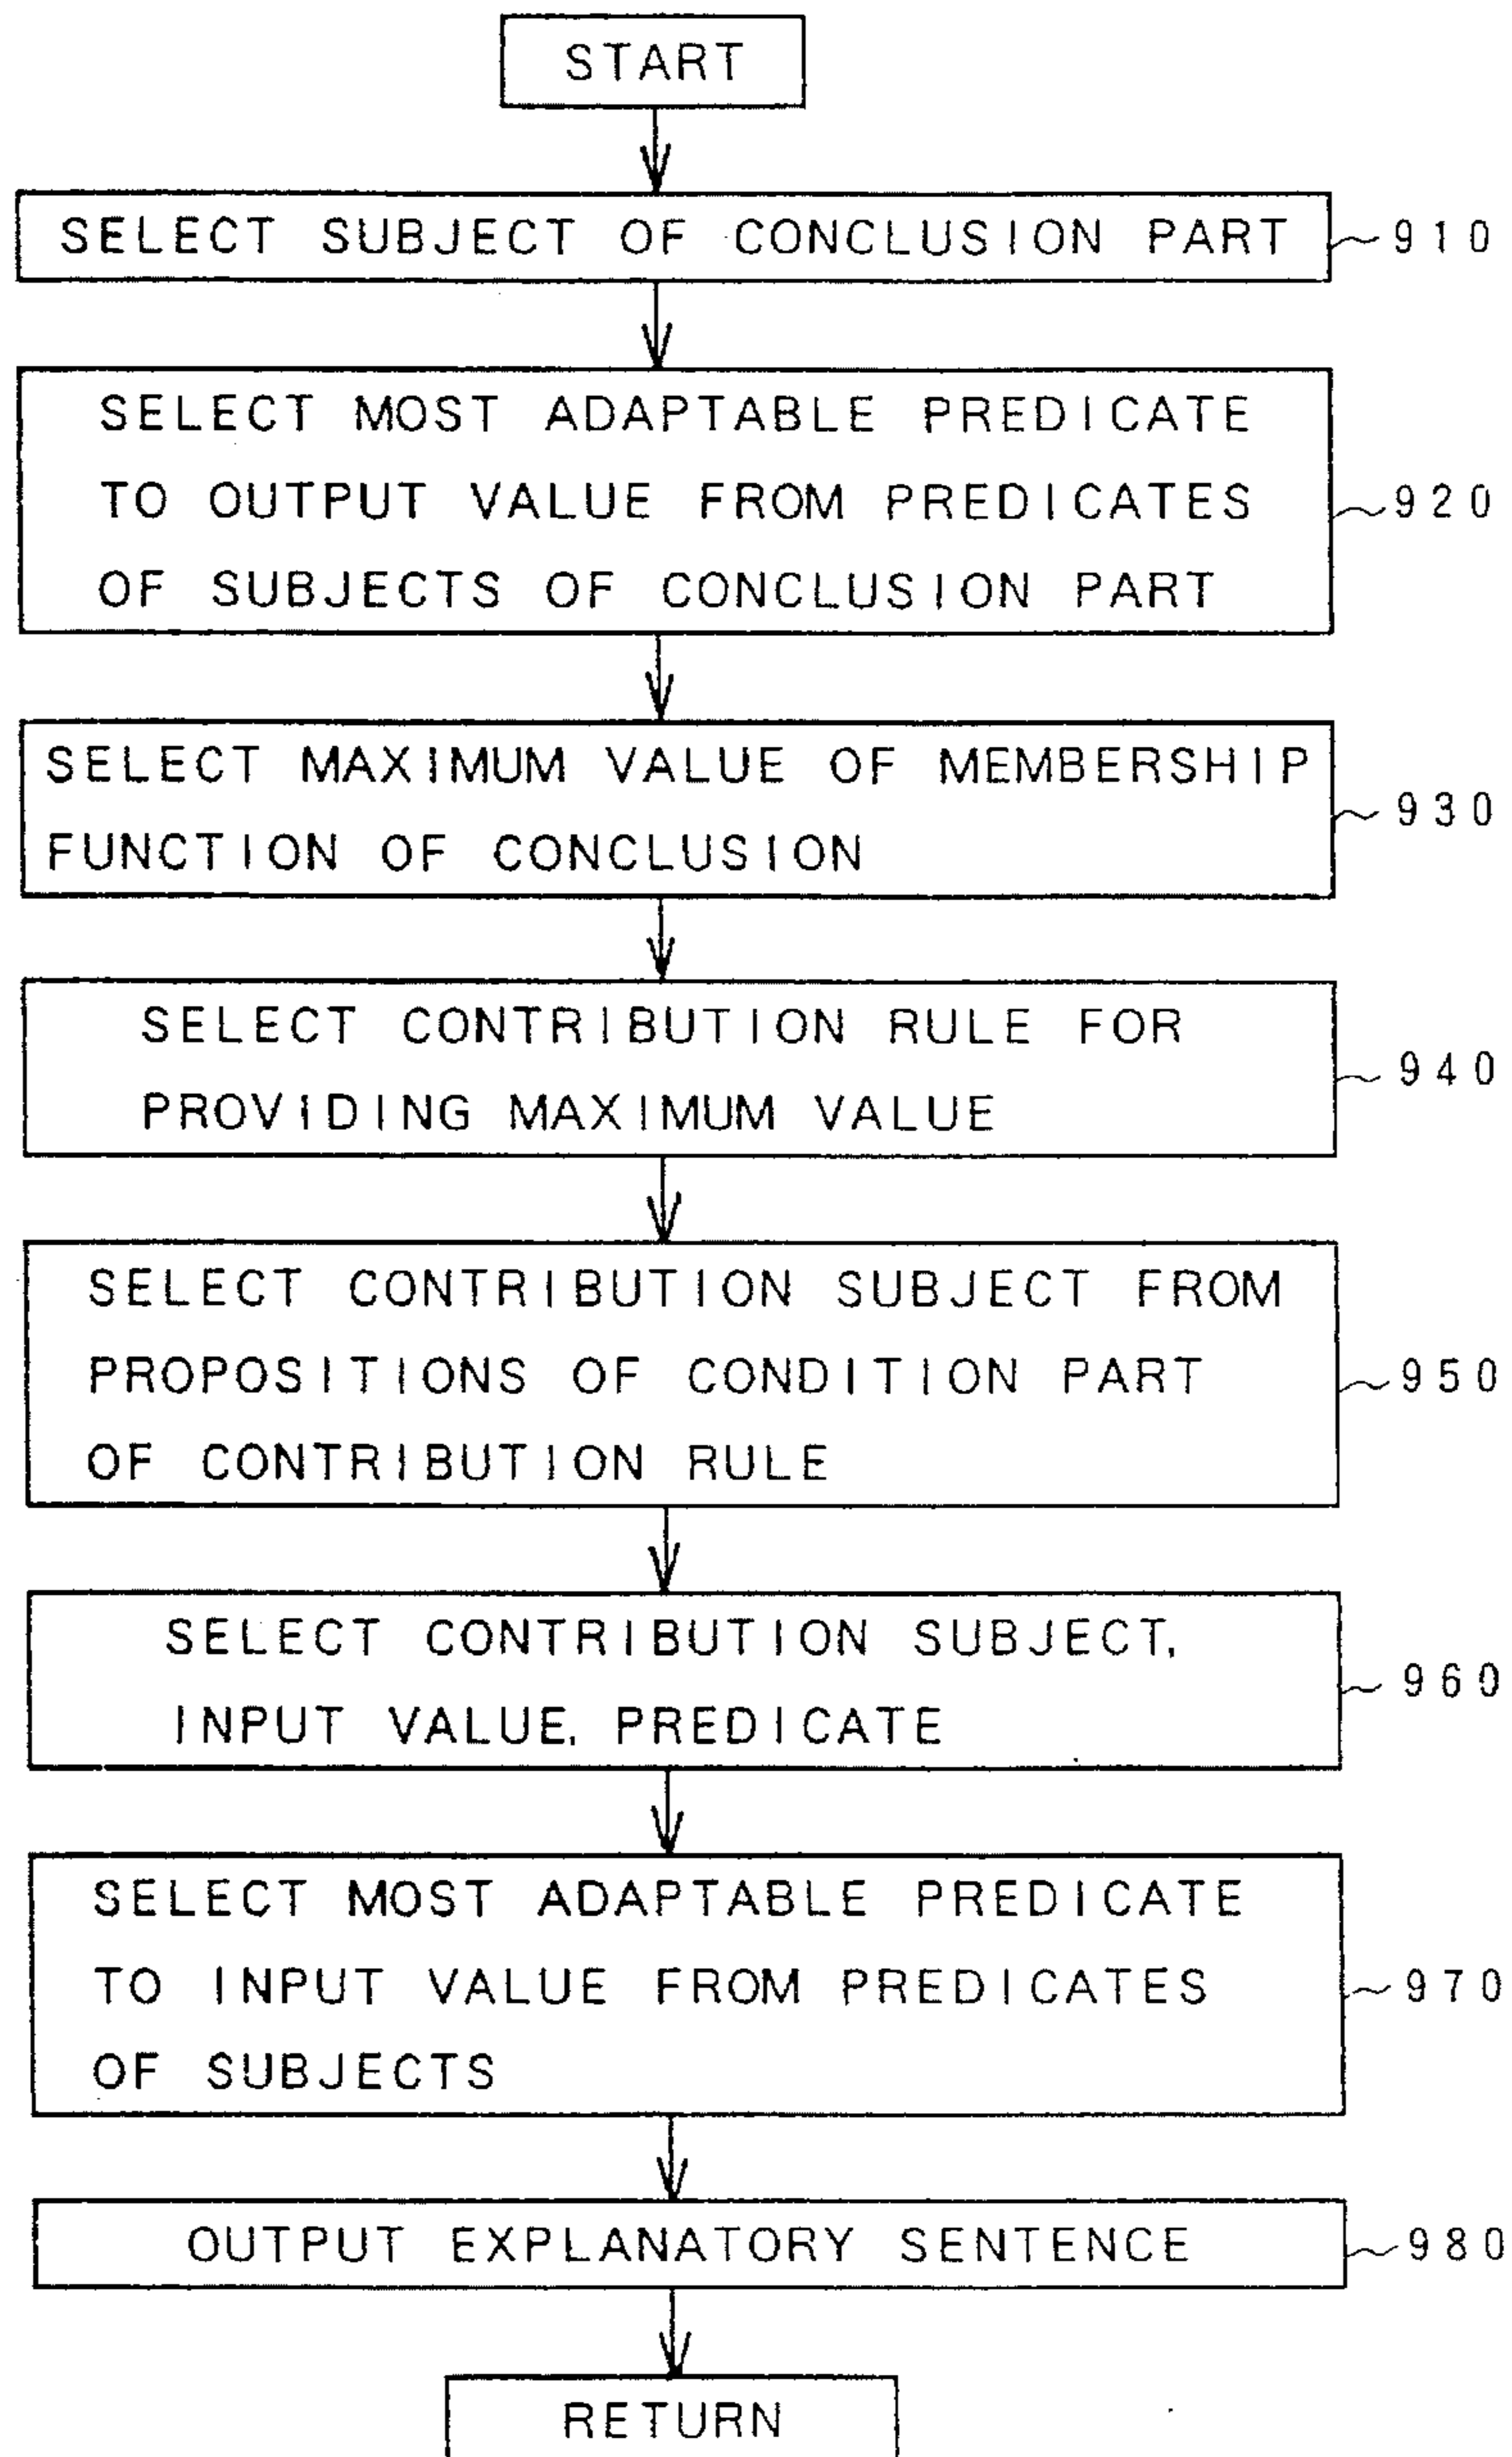 START
SELECT SUBJECT OF CONCLUSION PART
910
SELECT MOST ADAPTABLE PREDICATE
TO OUTPUT VALUE FROM PREDICATES
920
OF SUBJECTS OF CONCLUSION PART
SELECT MAXIMUM VALUE OF MEMBERSHIP
930
FUNCTION OF CONCLUSION
SELECT CONTRIBUTION RULE FOR
940
PROVIDING MAXIMUM VALUE
SELECT CONTRIBUTION SUBJECT FROM
PROPOSITIONS OF CONDITION PART
950
OF CONTRIBUTION RULE
SELECT CONTRIBUTION SUBJECT,
960
INPUT VALUE, PREDICATE
SELECT MOST ADAPTABLE PREDICATE
TO INPUT VALUE FROM PREDICATES
970
OF SUBJECTS
OUTPUT EXPLANATORY SENTENCE
980
RETURN